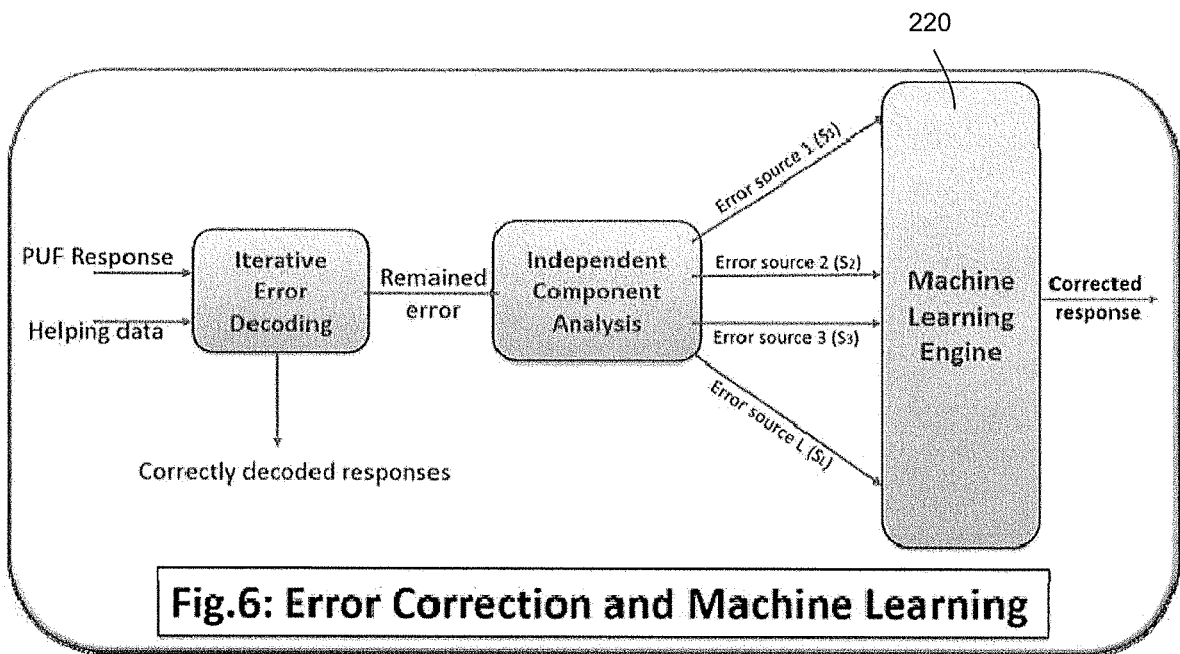 220
PUF Response
Helping data
Iterative
Error
Decoding
Remained
error
Correctly decoded responses
Independent
Component
Analysis
Error source 1 (S₁)
Error source 2 (S₂)
Error source 3 (S₃)
Error source L (Sʟ)
Machine
Learning
Engine
Corrected
response
Fig.6: Error Correction and Machine Learning